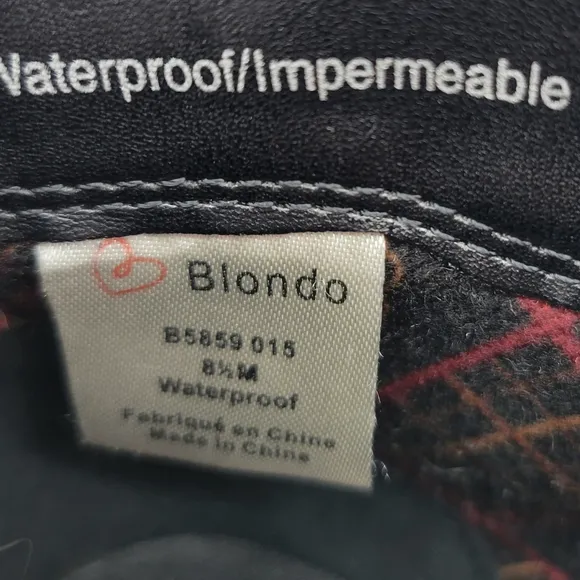 Waterproof/Impermeable
Blondo
B5859 015
8½M
Waterproof
Fabriqué en Chine
Made in China